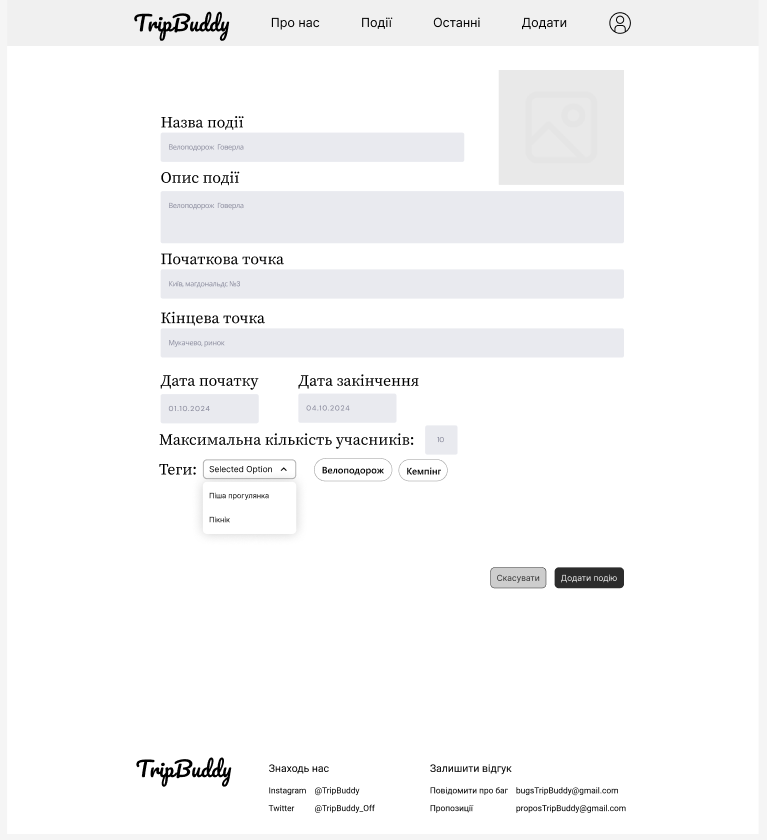 TripBuddy Про нас Події Останні Додати
Назва події
Велоподорож Говерла
Опис події
Велоподорож Говерла
Початкова точка
Київ, магдональдс №3
Кінцева точка
Мукачево, ринок
Дата початку Дата закінчення
01.10.2024 04.10.2024
Максимальна кількість учасників: 10
Теги: Selected Option Велоподорож Кемпінг
Піша прогулянка
Пікнік
Скасувати Додати подію
TripBuddy
Знаходь нас Залишити відгук
Instagram @TripBuddy Повідомити про баг bugsTripBuddy@gmail.com
Twitter @TripBuddy_Off Пропозиції proposTripBuddy@gmail.com